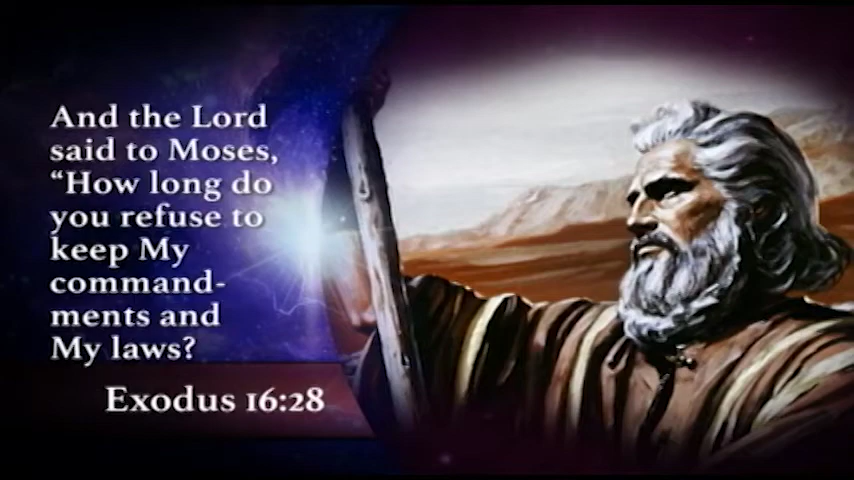 And the Lord
said to Moses,
“How long do
you refuse to
keep My
command-
ments and
My laws?
Exodus 16:28